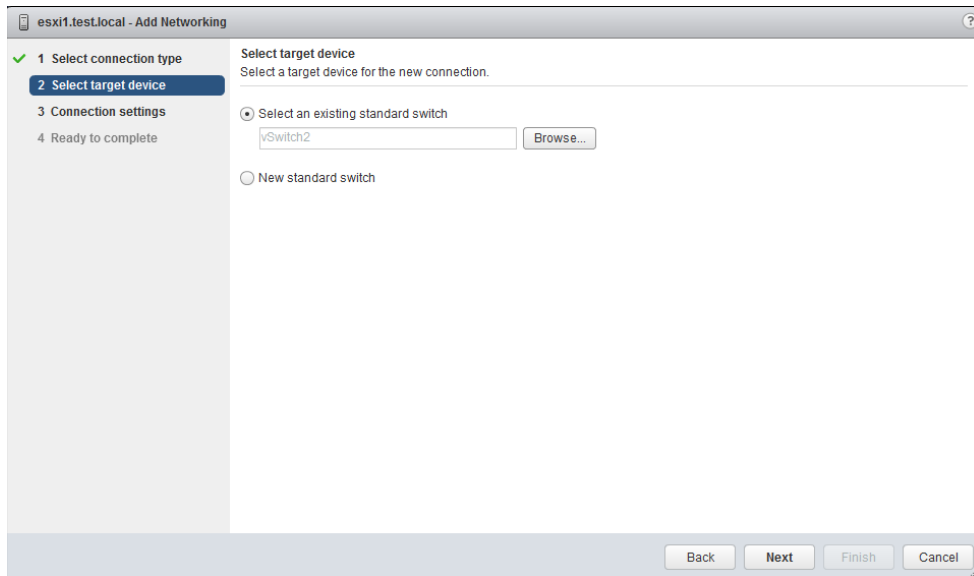 esxi1.test.local - Add Networking
?
1 Select connection type
2 Select target device
3 Connection settings
4 Ready to complete
Select target device
Select a target device for the new connection.
Select an existing standard switch
vSwitch2
Browse...
New standard switch
Back
Next
Finish
Cancel